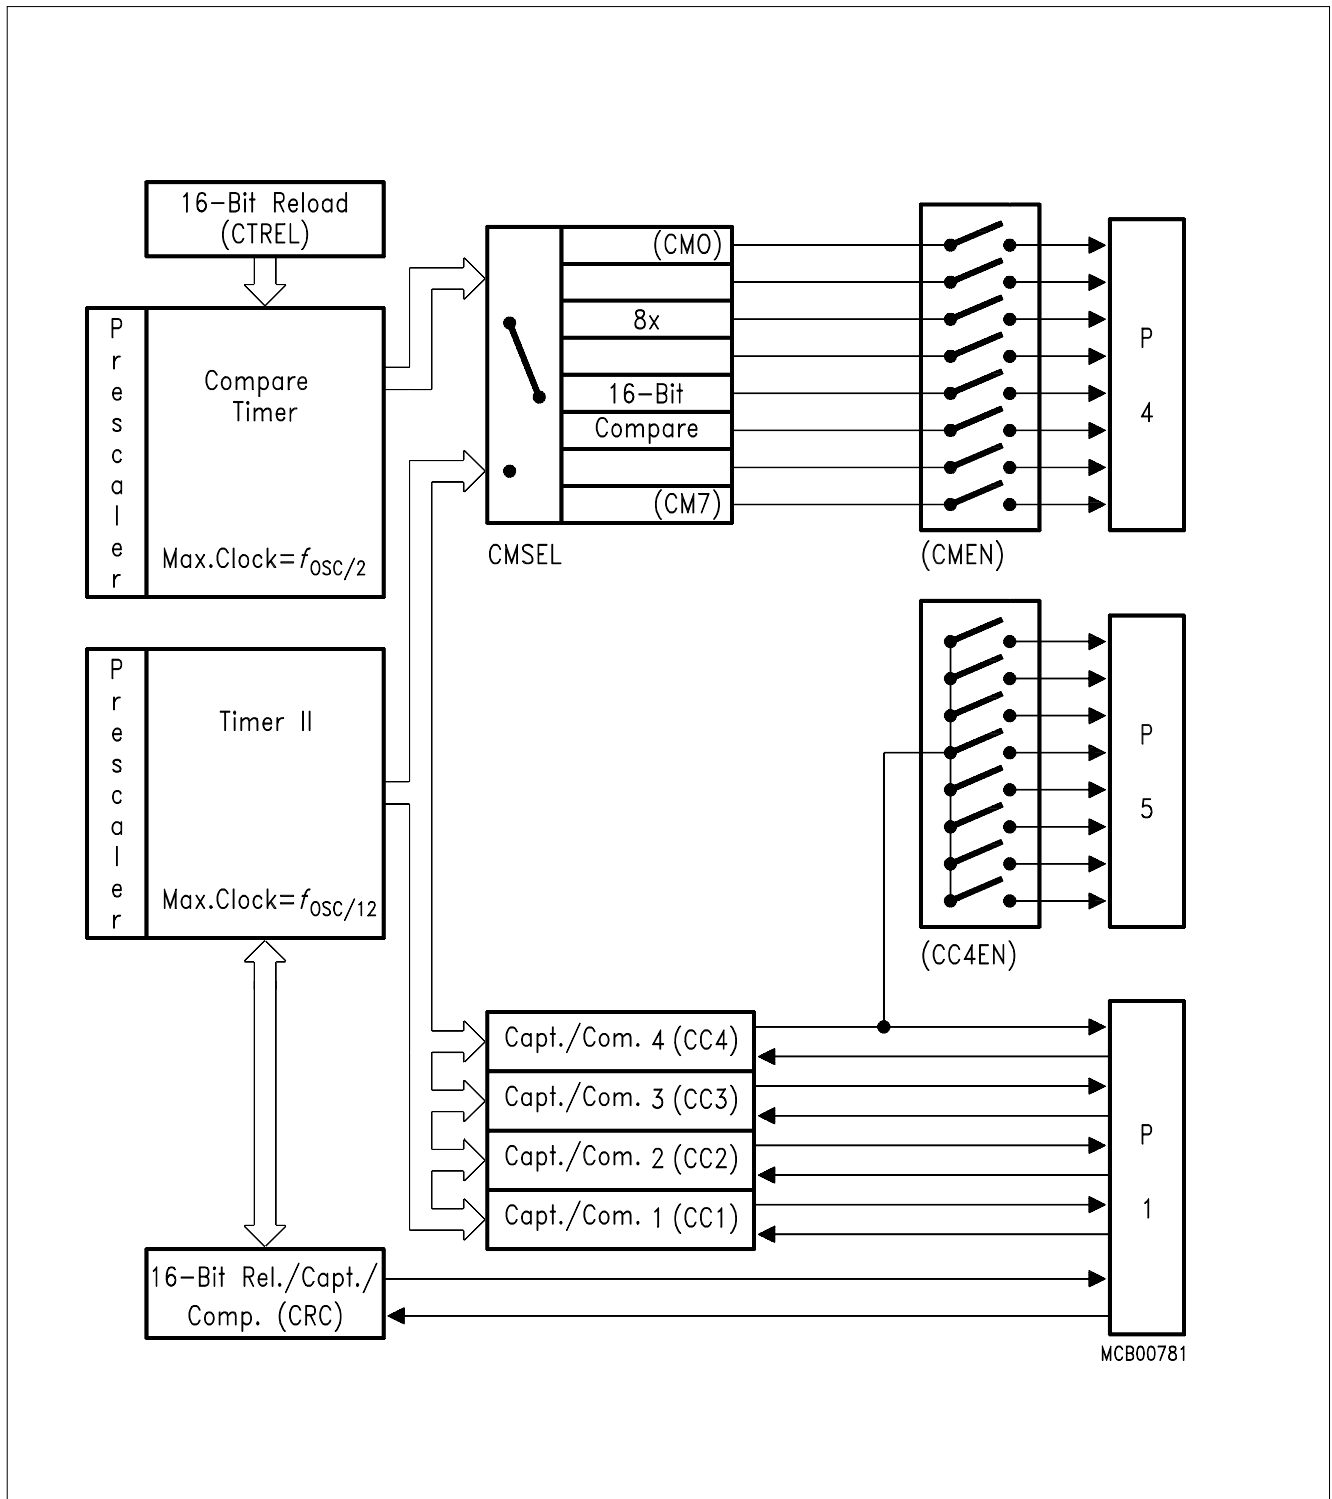 16-Bit Reload
(CTREL)
Prescaler
Compare
Timer
Max.Clock=fOSC/2
(CM0)
8x
16-Bit
Compare
(CM7)
CMSEL
(CMEN)
P
4
Prescaler
Timer II
Max.Clock=fOSC/12
(CC4EN)
P
5
Capt./Com. 4 (CC4)
Capt./Com. 3 (CC3)
Capt./Com. 2 (CC2)
Capt./Com. 1 (CC1)
P
1
16-Bit Rel./Capt./
Comp. (CRC)
MCB00781